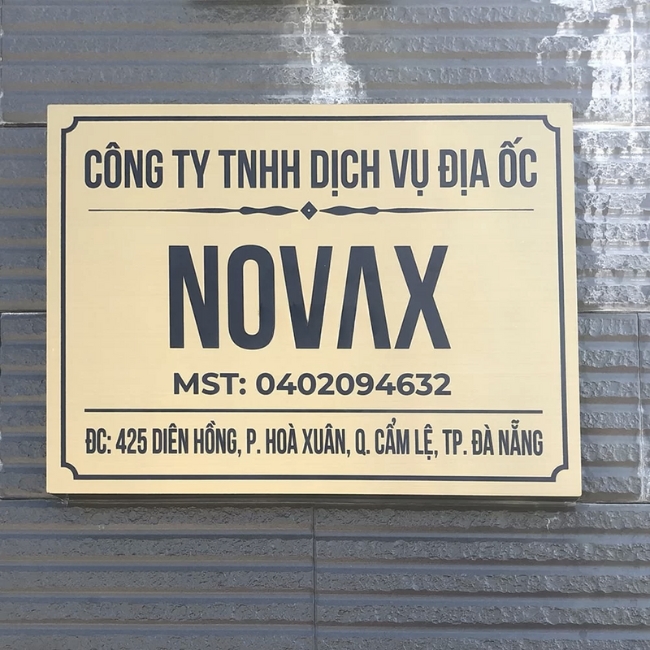 CÔNG TY TNHH DỊCH VỤ ĐỊA ỐC
NOVAX
MST: 0402094632
ĐC: 425 DIÊN HỒNG, P. HOÀ XUÂN, Q. CẨM LỆ, TP. ĐÀ NẴNG